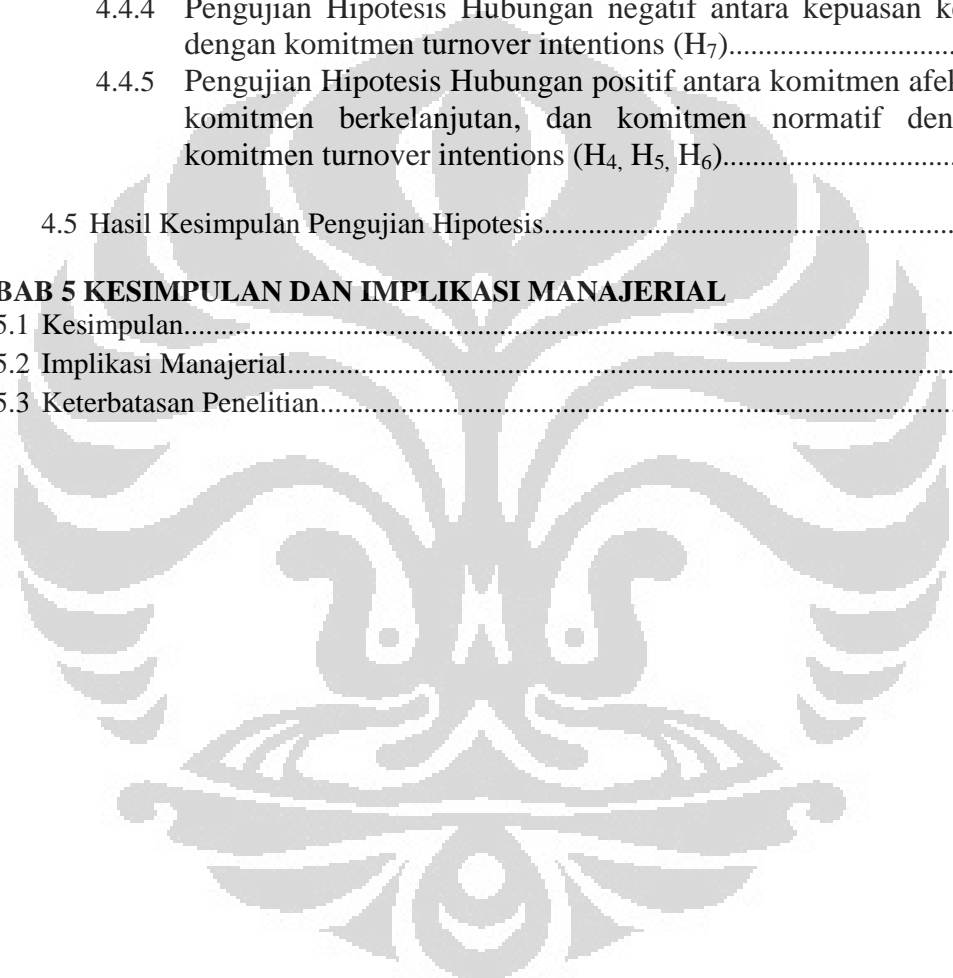 4.4.4 Pengujian Hipotesis Hubungan negatif antara kepuasan
dengan komitmen turnover intentions (H7)................................
4.4.5 Pengujian Hipotesis Hubungan positif antara komitmen
komitmen berkelanjutan, dan komitmen normatif
komitmen turnover intentions (H4, H5, H6)................................
4.5 Hasil Kesimpulan Pengujian Hipotesis................................................
BAB 5 KESIMPULAN DAN IMPLIKASI MANAJERIAL
5.1 Kesimpulan................................................................................
5.2 Implikasi Manajerial................................................................
5.3 Keterbatasan Penelitian................................................................